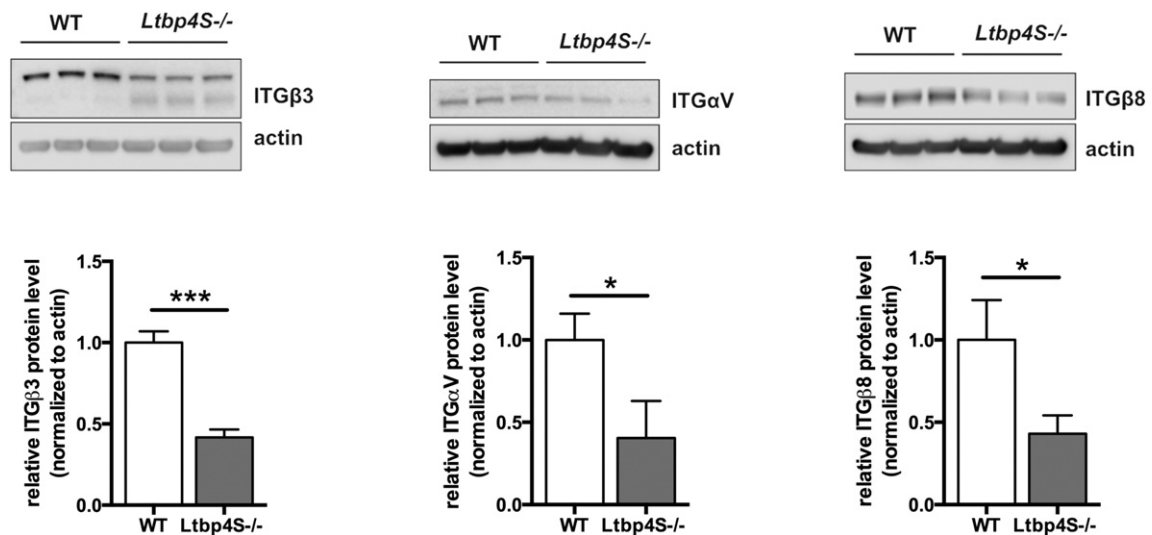 WT Ltbp4S-/-
ITGβ3
actin
WT Ltbp4S-/-
ITGαV
actin
WT Ltbp4S-/-
ITGβ8
actin
relative ITGβ3 protein level
(normalized to actin)
1.5
1.0
0.5
0.0
***
WT Ltbp4S-/-
relative ITGαV protein level
(normalized to actin)
1.5
1.0
0.5
0.0
*
WT Ltbp4S-/-
relative ITGβ8 protein level
(normalized to actin)
1.5
1.0
0.5
0.0
*
WT Ltbp4S-/-